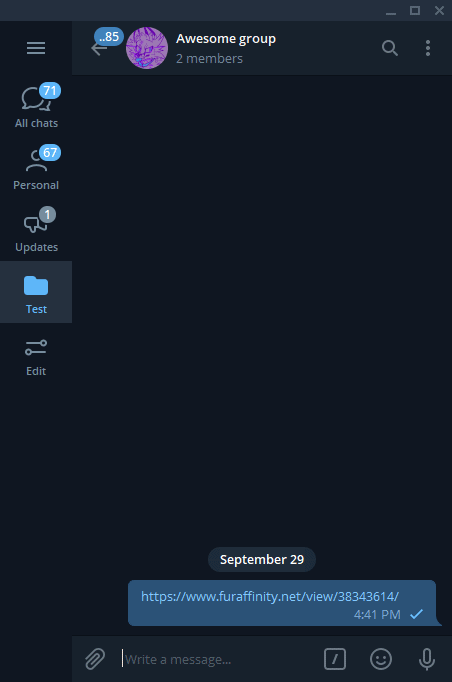 ..85
Awesome group
2 members
71
All chats
67
Personal
1
Updates
Test
Edit
September 29
https://www.furaffinity.net/view/38343614/
4:41 PM
Write a message...
/